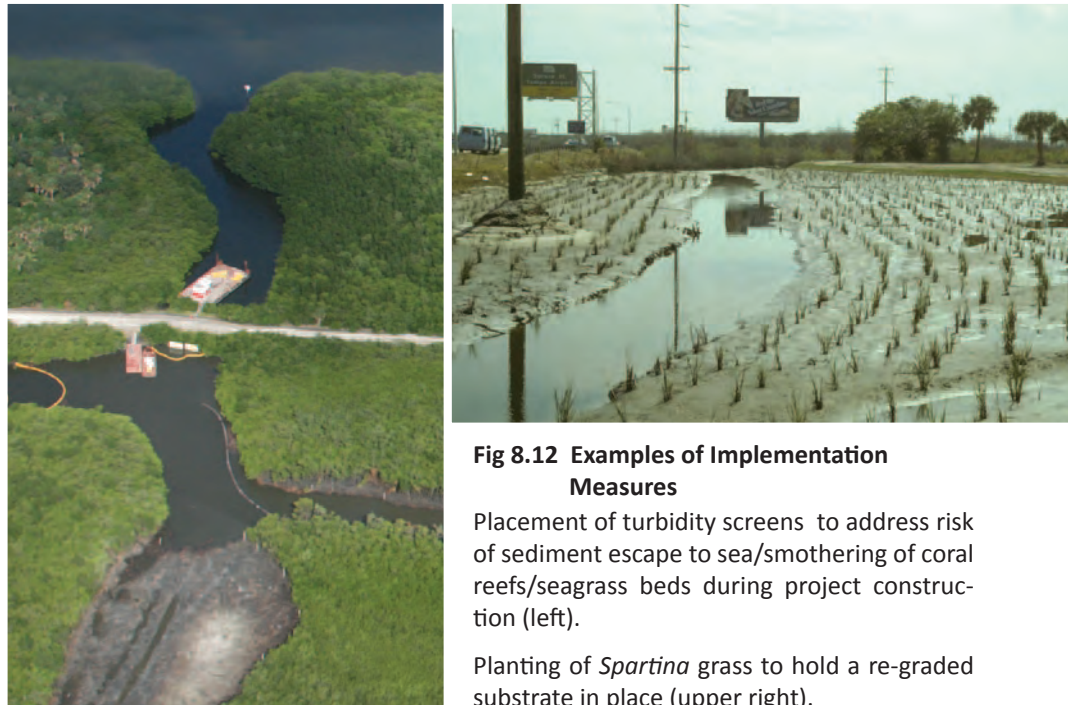 Fig 8.12 Examples of Implementation
Measures
Placement of turbidity screens to address risk
of sediment escape to sea/smothering of coral
reefs/seagrass beds during project construc-
tion (left).
Planting of Spartina grass to hold a re-graded
substrate in place (upper right).